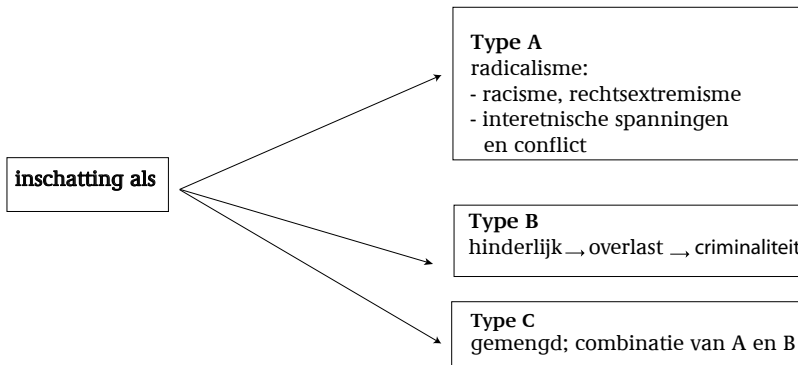 Type A
radicalisme:
- racisme, rechtsextremisme
- interetnische spanningen
en conflict
inschatting als
Type B
hinderlijk → overlast → criminaliteit
Type C
gemengd; combinatie van A en B